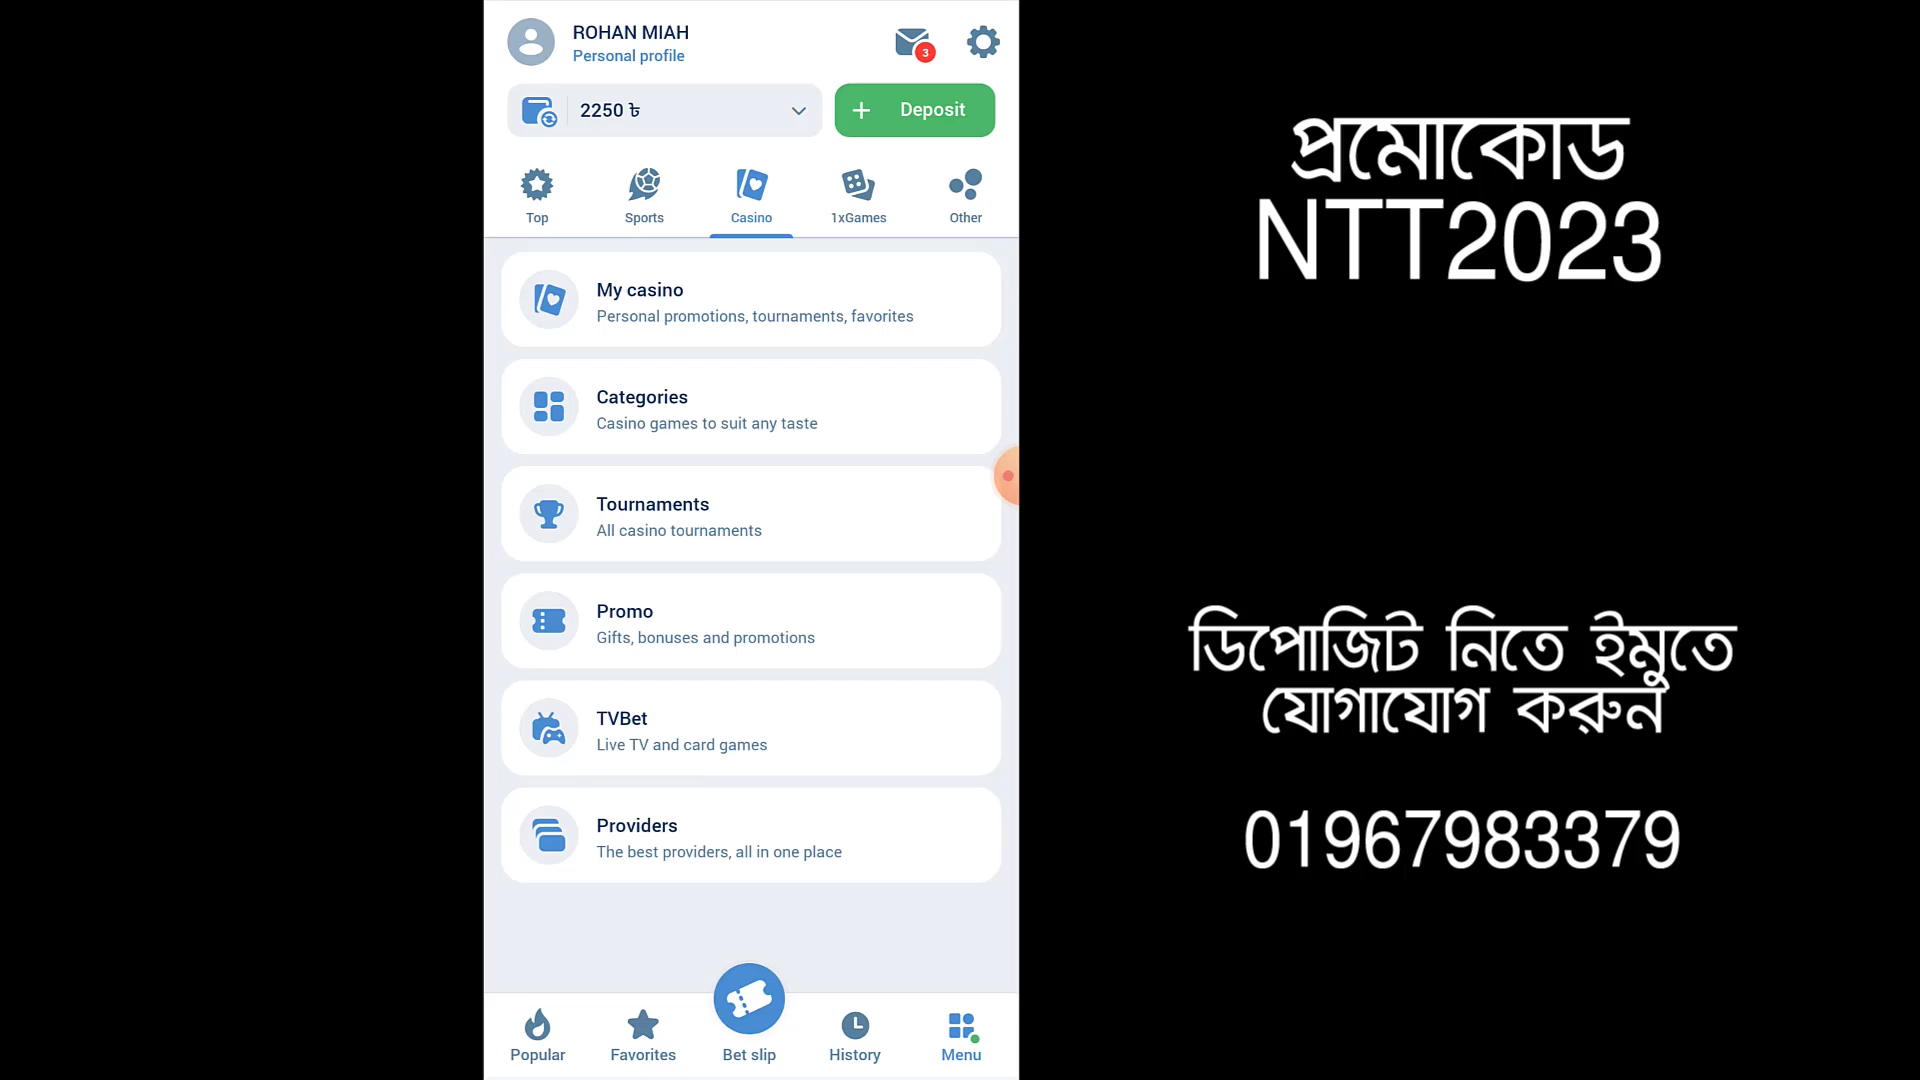 ROHAN MIAH
Personal profile
3
2250 ৳
+ Deposit
Top
Sports
Casino
1xGames
Other
My casino
Personal promotions, tournaments, favorites
Categories
Casino games to suit any taste
Tournaments
All casino tournaments
Promo
Gifts, bonuses and promotions
TVBet
Live TV and card games
Providers
The best providers, all in one place
Popular
Favorites
Bet slip
History
Menu
প্রমোকোড
NTT2023
ডিপোজিট নিতে ইমুতে
যোগাযোগ করুন
01967983379